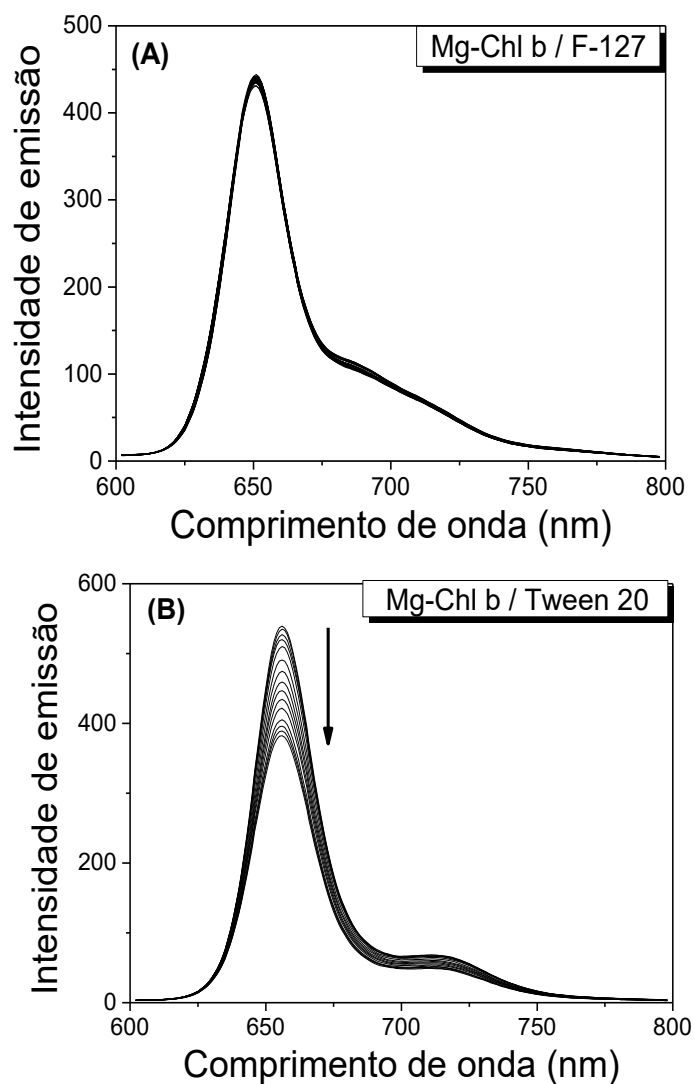 (A)
Mg-Chl b / F-127
500
400
300
200
100
0
Intensidade de emissão
600 650 700 750 800
Comprimento de onda (nm)
(B)
Mg-Chl b / Tween 20
600
400
200
0
Intensidade de emissão
600 650 700 750 800
Comprimento de onda (nm)